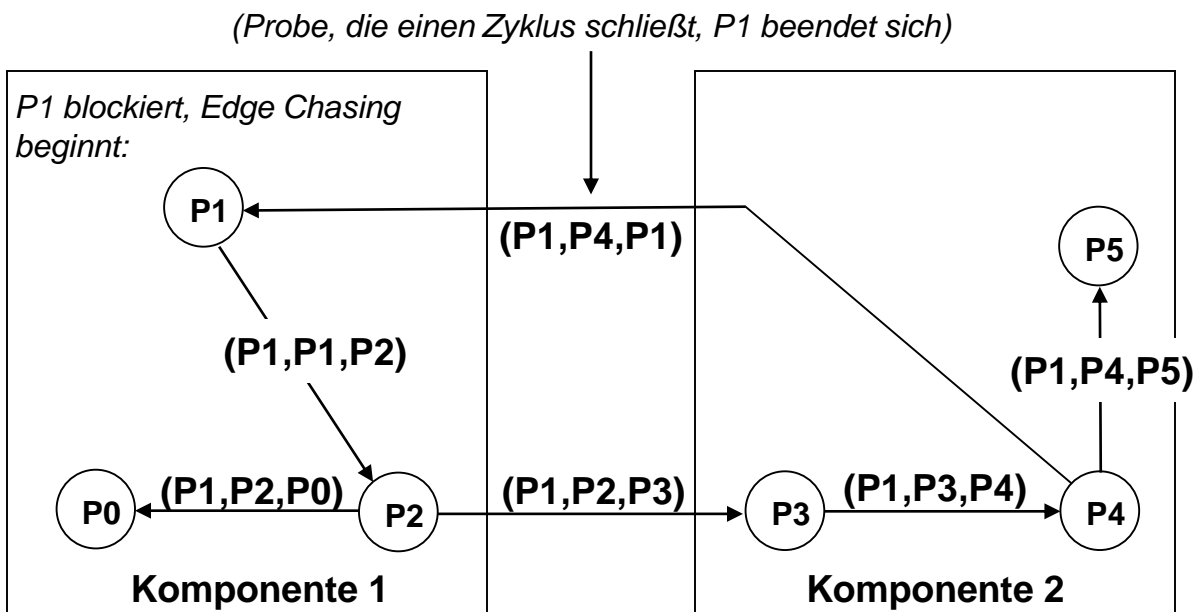 (Probe, die einen Zyklus schließt, P1 beendet sich)
P1 blockiert, Edge Chasing
beginnt:
P1
(P1,P4,P1)
P5
(P1,P1,P2)
(P1,P4,P5)
P0
(P1,P2,P0)
P2
(P1,P2,P3)
P3
(P1,P3,P4)
P4
Komponente 1
Komponente 2